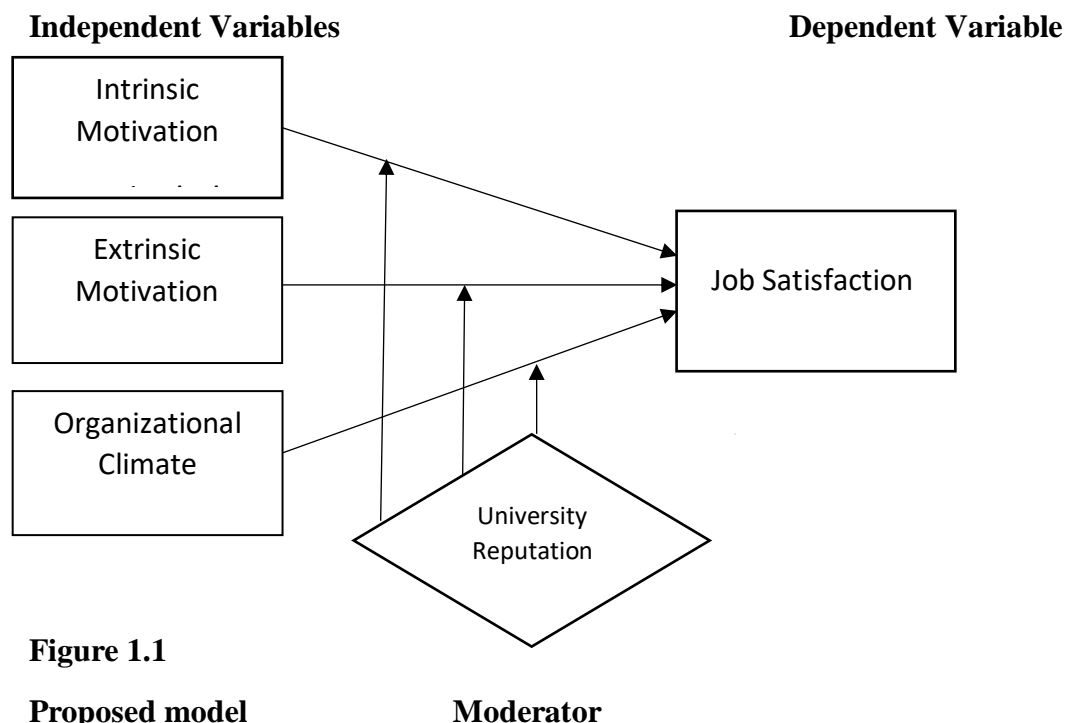 Independent Variables Dependent Variable
Intrinsic
Motivation
Extrinsic
Motivation
Job Satisfaction
Organizational
Climate
University
Reputation
Figure 1.1
Proposed model Moderator